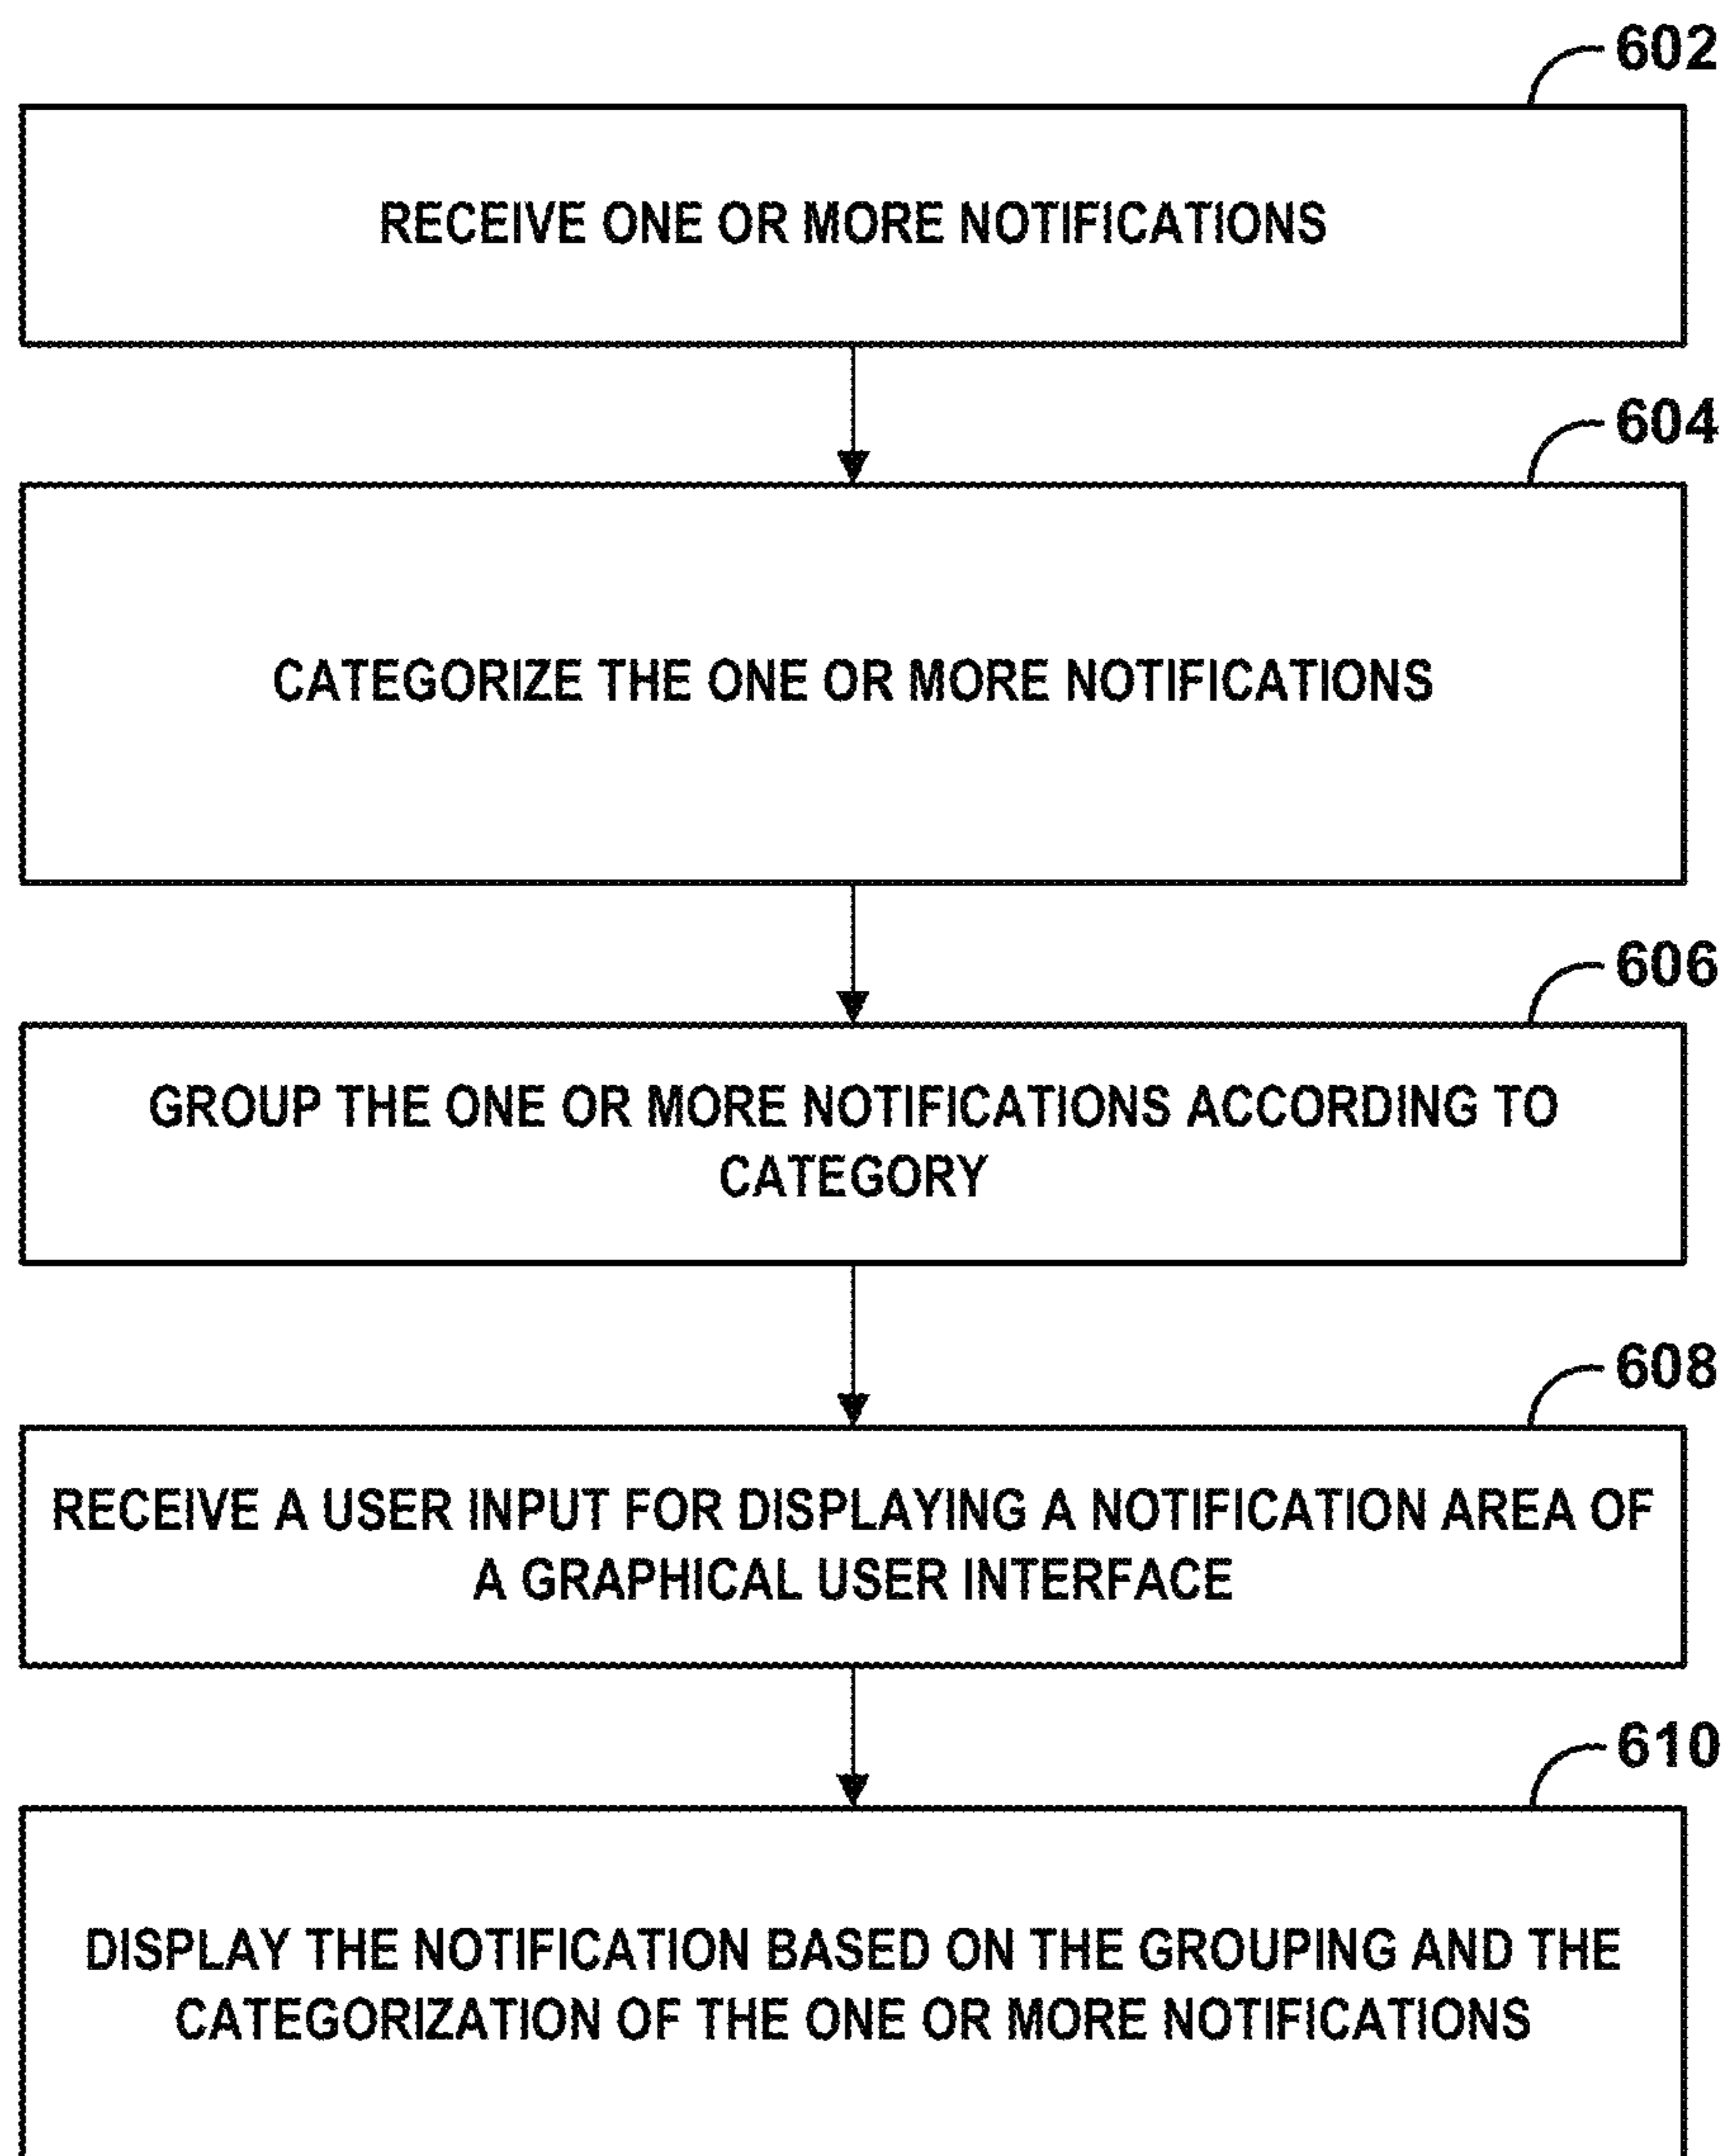 602
RECEIVE ONE OR MORE NOTIFICATIONS
604
CATEGORIZE THE ONE OR MORE NOTIFICATIONS
606
GROUP THE ONE OR MORE NOTIFICATIONS ACCORDING TO
CATEGORY
608
RECEIVE A USER INPUT FOR DISPLAYING A NOTIFICATION AREA OF
A GRAPHICAL USER INTERFACE
610
DISPLAY THE NOTIFICATION BASED ON THE GROUPING AND THE
CATEGORIZATION OF THE ONE OR MORE NOTIFICATIONS